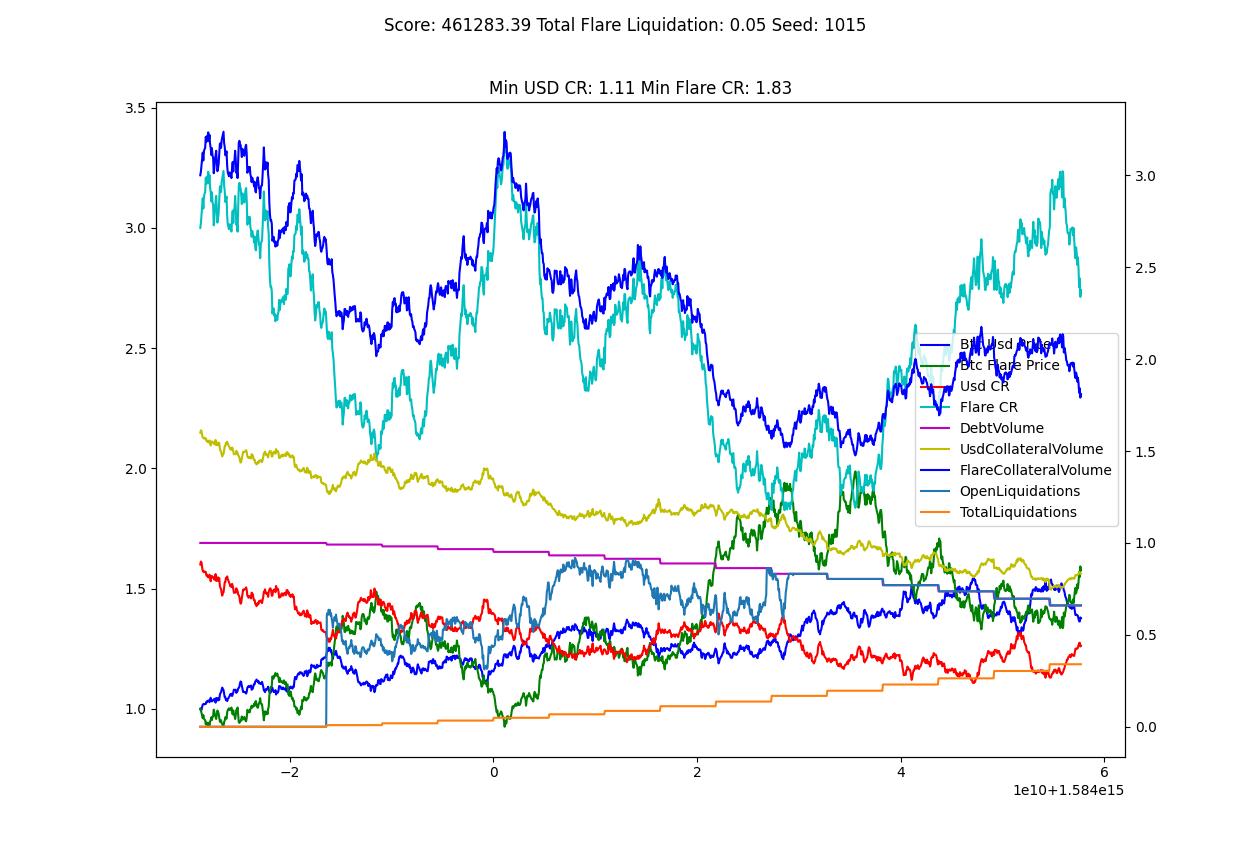 Score: 461283.39 Total Flare Liquidation: 0.05 Seed: 1015
Min USD CR: 1.11 Min Flare CR: 1.83
3.5
3.0
2.5
2.0
1.5
1.0
3.0
2.5
2.0
1.5
1.0
0.5
0.0
Btc Usd Price
Btc Flare Price
Usd CR
Flare CR
DebtVolume
UsdCollateralVolume
FlareCollateralVolume
OpenLiquidations
TotalLiquidations
−2 0 2 4 6
1e10+1.584e15